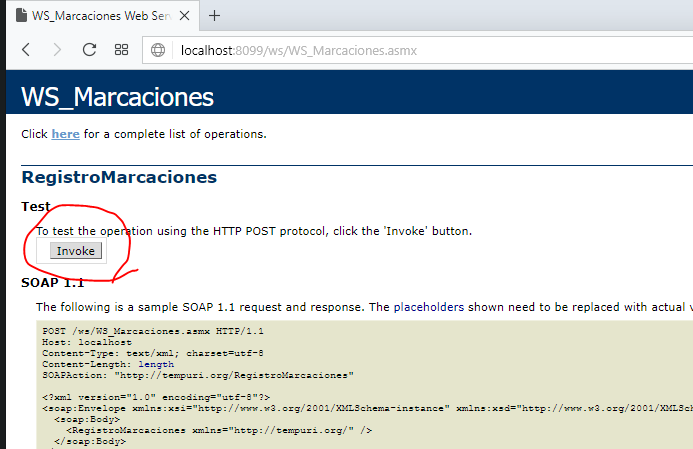 WS_Marcaciones Web Ser
localhost:8099/ws/WS_Marcaciones.asmx
WS_Marcaciones
Click here for a complete list of operations.
RegistroMarcaciones
Test
To test the operation using the HTTP POST protocol, click the 'Invoke' button.
Invoke
SOAP 1.1
The following is a sample SOAP 1.1 request and response. The placeholders shown need to be replaced with actual
POST /ws/WS_Marcaciones.asmx HTTP/1.1
Host: localhost
Content-Type: text/xml; charset=utf-8
Content-Length: length
SOAPAction: "http://tempuri.org/RegistroMarcaciones"
<?xml version="1.0" encoding="utf-8"?>
<soap:Envelope xmlns:xsi="http://www.w3.org/2001/XMLSchema-instance" xmlns:xsd="http://www.w3.org/2001/XMLSc
<soap:Body>
<RegistroMarcaciones xmlns="http://tempuri.org/" />
</soap:Body>